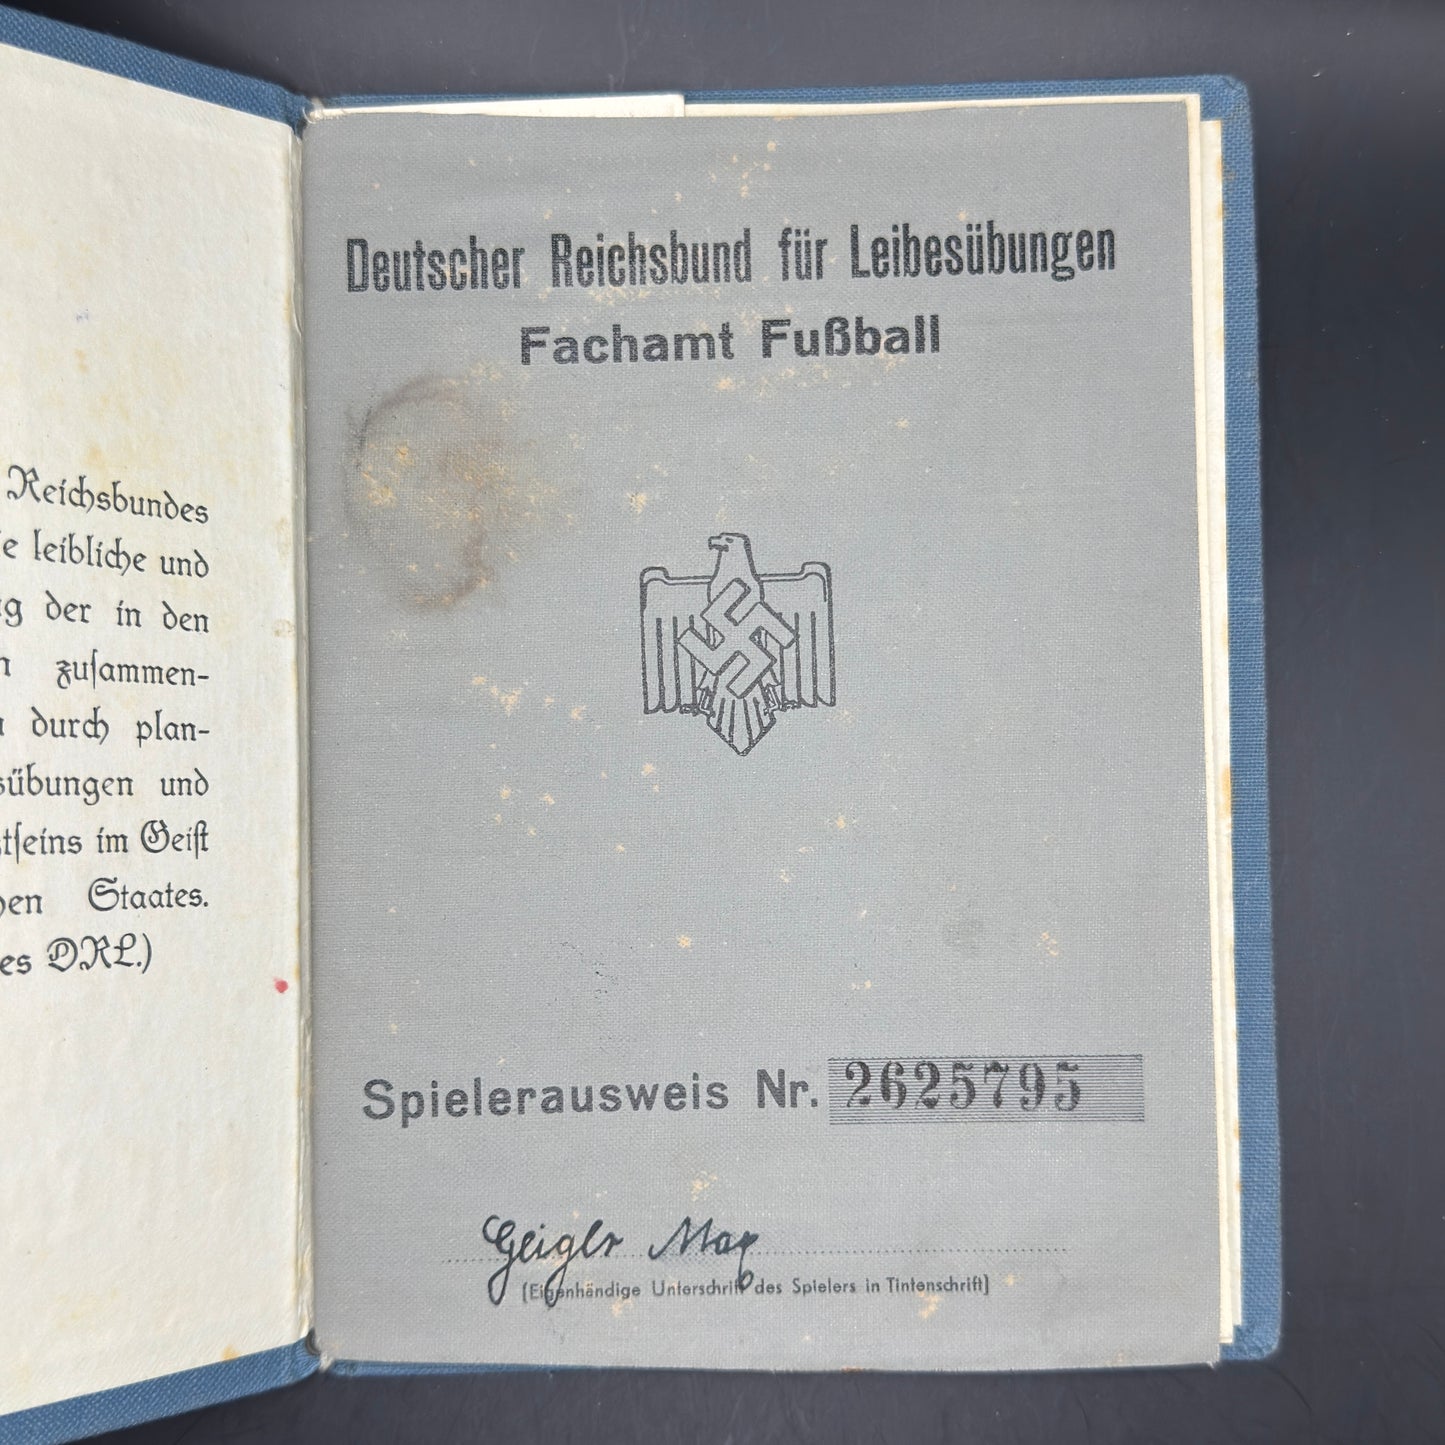 Reichsbundes
leibliche und
der in den
zusammen-
durch plan-
sübungen und
tseins im Geist
Staates.
es DRL.)
Deutscher Reichsbund für Leibesübungen
Fachamt Fußball
Spielerausweis Nr. 2625795
Geigler Max
(Eigenhändige Unterschrift des Spielers in Tintenschrift)